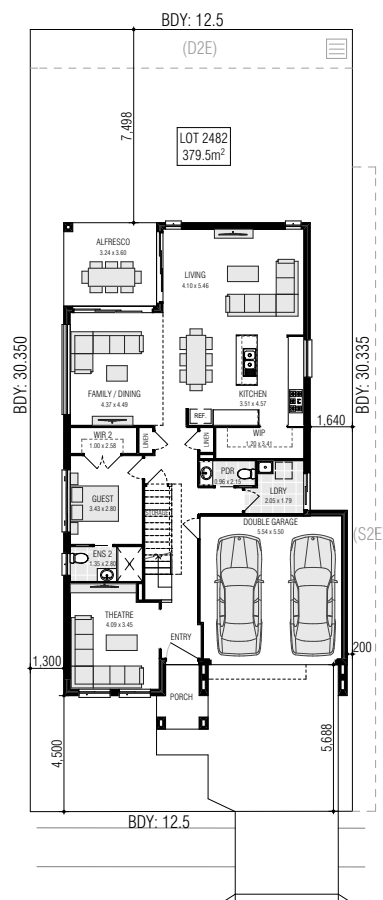 BDY: 12.5
(D2E)
7,498
LOT 2482
379.5m²
ALFRESCO
3.24 x 3.60
LIVING
4.10 x 5.46
BDY: 30.350
BDY: 30.335
FAMILY / DINING
4.37 x 4.49
KITCHEN
3.51 x 4.57
REF.
1,640
WIR 2
1.00 x 2.58
LINEN
LINEN
WIP
1.20 x 3.41
PDR
0.96 x 2.15
GUEST
3.43 x 2.80
LDRY
2.05 x 1.79
STORAGE
DOUBLE GARAGE
5.54 x 5.50
(S2E
ENS 2
1.35 x 2.80
THEATRE
4.09 x 3.45
ENTRY
1,300
200
PORCH
4,500
5,688
BDY: 12.5